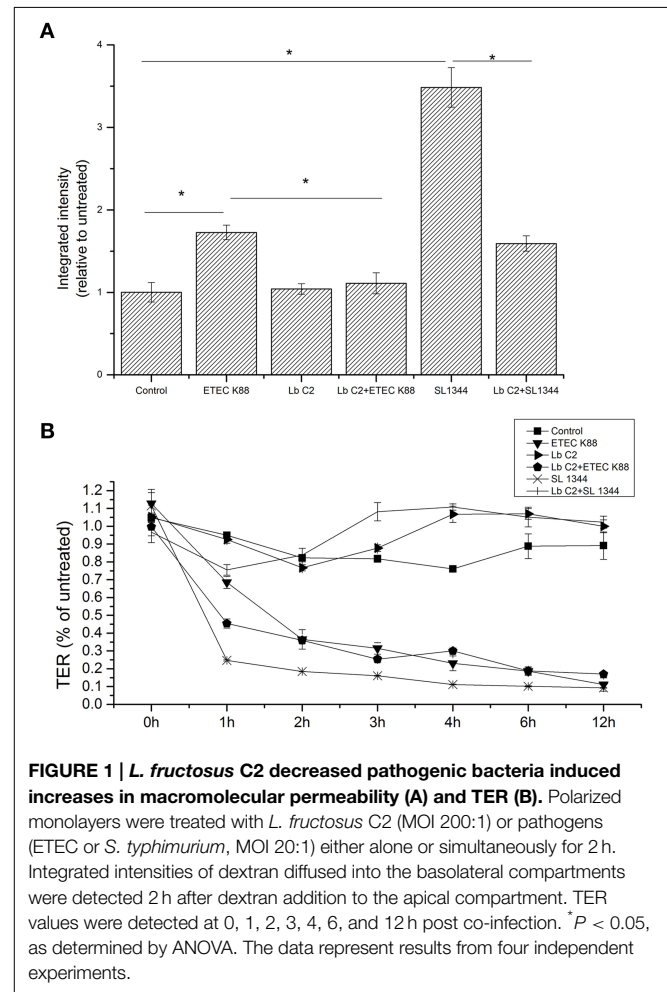 A
*
*
*
*
Integrated intensity
(relative to untreated)
4
3
2
1
0
Control
ETEC K88
Lb C2
Lb C2+ETEC K88
SL1344
Lb C2+SL1344
B
Control
ETEC K88
Lb C2
Lb C2+ETEC K88
SL 1344
Lb C2+SL 1344
TER (% of untreated)
1.2
1.1
1.0
0.9
0.8
0.7
0.6
0.5
0.4
0.3
0.2
0.1
0.0
0h
1h
2h
3h
4h
6h
12h
FIGURE 1 | L. fructosus C2 decreased pathogenic bacteria induced
increases in macromolecular permeability (A) and TER (B). Polarized
monolayers were treated with L. fructosus C2 (MOI 200:1) or pathogens
(ETEC or S. typhimurium, MOI 20:1) either alone or simultaneously for 2 h.
Integrated intensities of dextran diffused into the basolateral compartments
were detected 2 h after dextran addition to the apical compartment. TER
values were detected at 0, 1, 2, 3, 4, 6, and 12 h post co-infection. *P < 0.05,
as determined by ANOVA. The data represent results from four independent
experiments.